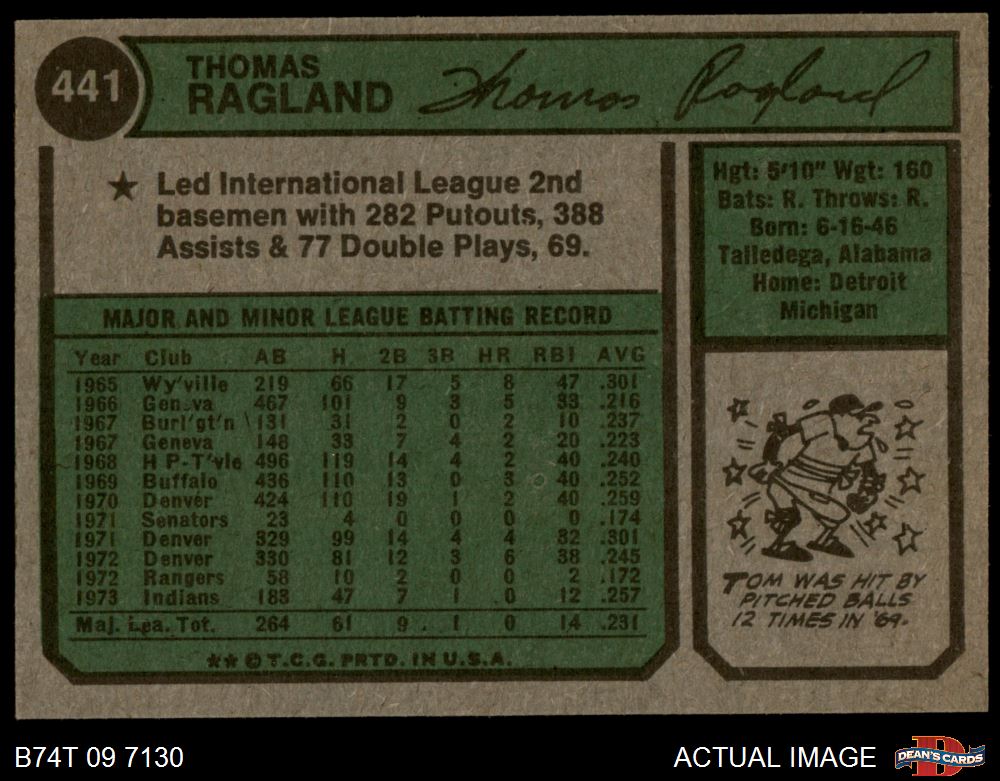 441
THOMAS
RAGLAND
Thomas Ragland
★ Led International League 2nd
basemen with 282 Putouts, 388
Assists & 77 Double Plays, 69.
Hgt: 5'10" Wgt: 160
Bats: R. Throws: R.
Born: 6-16-46
Talledega, Alabama
Home: Detroit
Michigan
MAJOR AND MINOR LEAGUE BATTING RECORD
Year Club AB H 2B 3B HR RBI AVG
1965 Wy'ville 219 66 17 5 8 47 .301
1966 Geneva 467 101 9 3 5 33 .216
1967 Burl'gt'n 131 31 2 0 2 10 .237
1967 Geneva 148 33 7 4 2 20 .223
1968 H P-T'vle 496 119 14 4 2 40 .240
1969 Buffalo 436 110 13 0 3 40 .252
1970 Denver 424 110 19 1 2 40 .259
1971 Senators 23 4 0 0 0 0 .174
1971 Denver 329 99 14 4 4 32 .301
1972 Denver 330 81 12 3 6 38 .245
1972 Rangers 58 10 2 0 0 2 .172
1973 Indians 183 47 7 1 0 12 .257
Maj. Lea. Tot. 264 61 9 1 0 14 .231
★★ © T.C.G. PRTD. IN U.S.A.
TOM WAS HIT BY
PITCHED BALLS
12 TIMES IN '69.
B74T 09 7130
ACTUAL IMAGE
DEAN'S CARDS